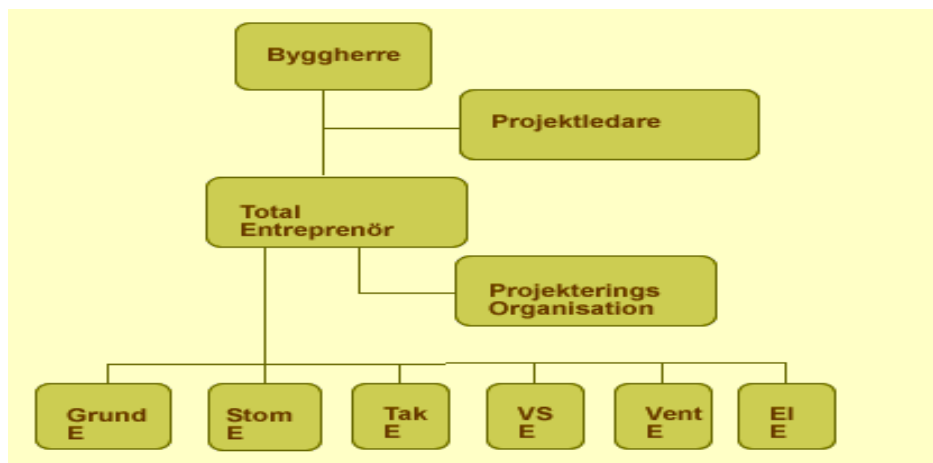 Byggherre
Projektledare
Total
Entreprenör
Projekterings
Organisation
Grund
E
Stom
E
Tak
E
VS
E
Vent
E
El
E